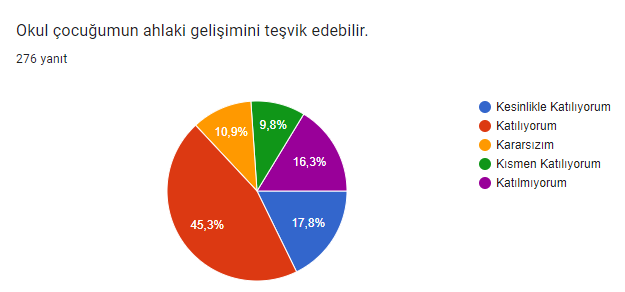 Okul çocuğumun ahlaki gelişimini teşvik edebilir.
276 yanıt
10,9%
9,8%
16,3%
45,3%
17,8%
Kesinlikle Katılıyorum
Katılıyorum
Kararsızım
Kısmen Katılıyorum
Katılmıyorum